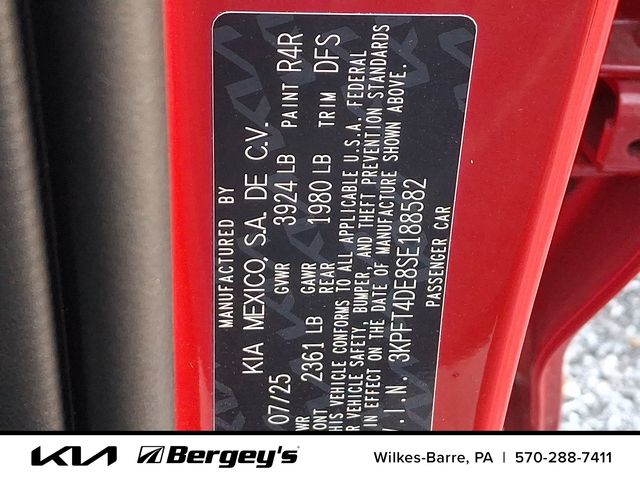 MANUFACTURED BY
KIA MEXICO, S.A. DE C.V.
07/25 GVWR 3924 LB PAINT R4R
2361 LB GAWR REAR 1980 LB TRIM DFS
THIS VEHICLE CONFORMS TO ALL APPLICABLE U.S.A. FEDERAL
VEHICLE SAFETY, BUMPER, AND THEFT PREVENTION STANDARDS
IN EFFECT ON THE DATE OF MANUFACTURE SHOWN ABOVE.
V.I.N. 3KPFT4DE8SE188582
PASSENGER CAR
KIA Bergey's Wilkes-Barre, PA | 570-288-7411